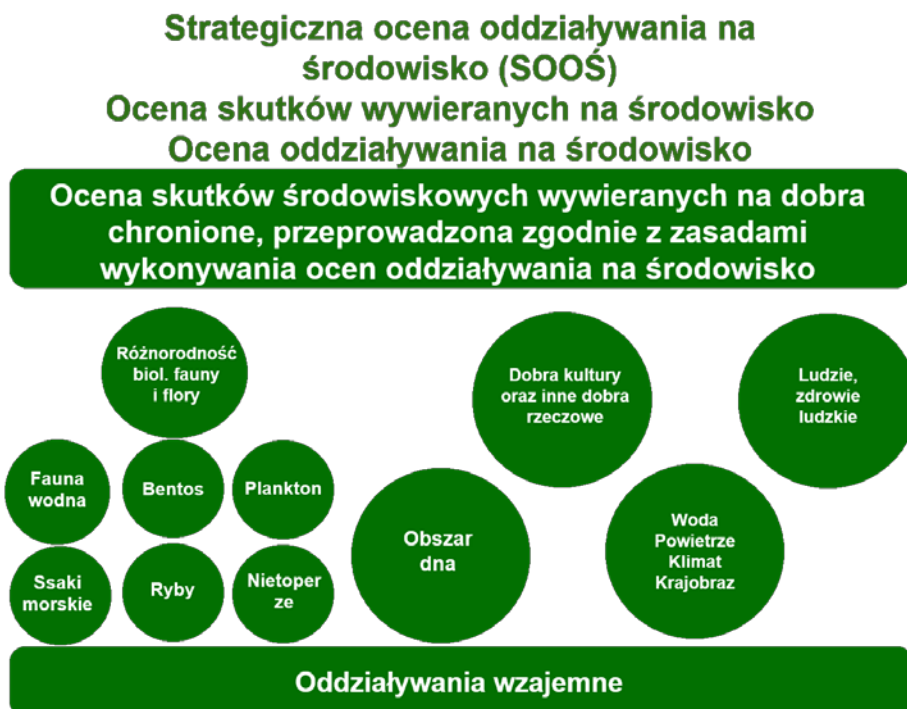 Strategiczna ocena oddziaływania na
środowisko (SOOŚ)
Ocena skutków wywieranych na środowisko
Ocena oddziaływania na środowisko
Ocena skutków środowiskowych wywieranych na dobra
chronione, przeprowadzona zgodnie z zasadami
wykonywania ocen oddziaływania na środowisko
Różnorodność
biol. fauny
i flory
Dobra kultury
oraz inne dobra
rzeczowe
Ludzie,
zdrowie
ludzkie
Fauna
wodna
Bentos
Plankton
Obszar
dna
Woda
Powietrze
Klimat
Krajobraz
Ssaki
morskie
Ryby
Nietoper
ze
Oddziaływania wzajemne